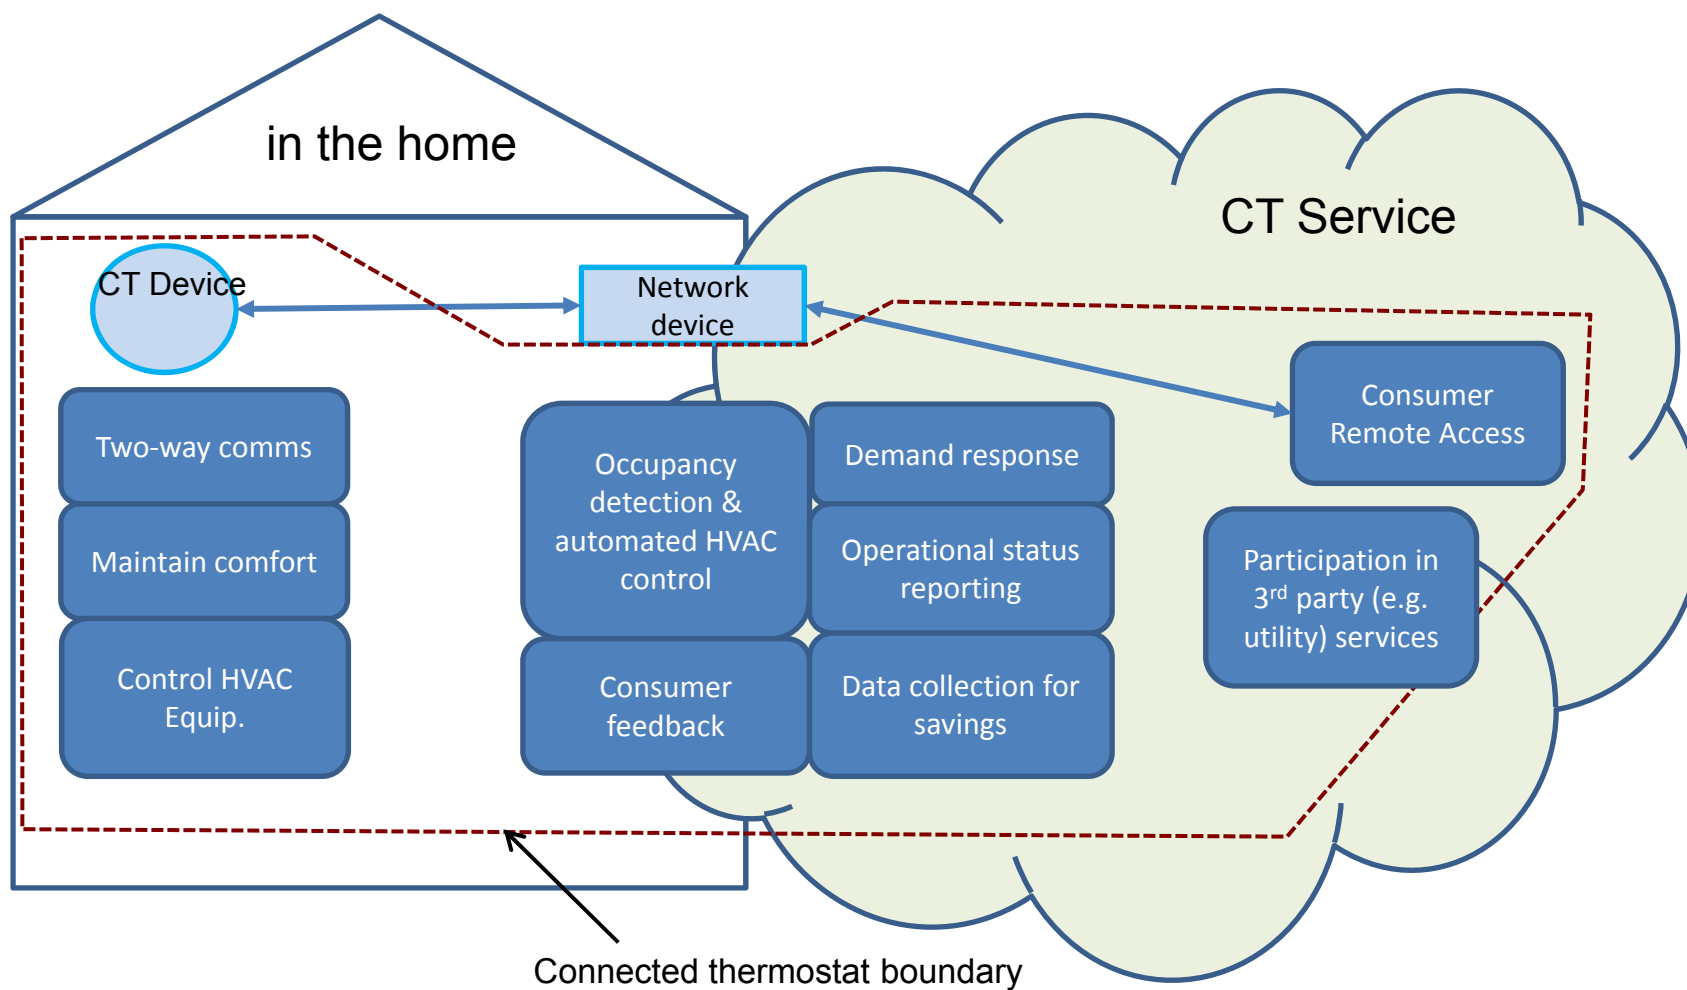 in the home
CT Service
CT Device
Network
device
Two-way comms
Maintain comfort
Control HVAC
Equip.
Occupancy
detection &
automated HVAC
control
Consumer
feedback
Demand response
Operational status
reporting
Data collection for
savings
Consumer
Remote Access
Participation in
3rd party (e.g.
utility) services
Connected thermostat boundary